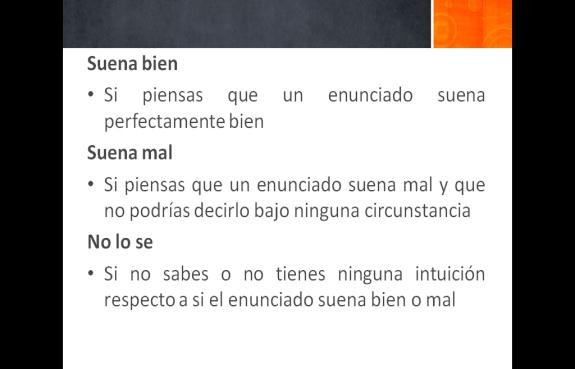 Suena bien
• Si piensas que un enunciado suena
perfectamente bien
Suena mal
• Si piensas que un enunciado suena mal y que
no podrías decirlo bajo ninguna circunstancia
No lo se
• Si no sabes o no tienes ninguna intuición
respecto a si el enunciado suena bien o mal